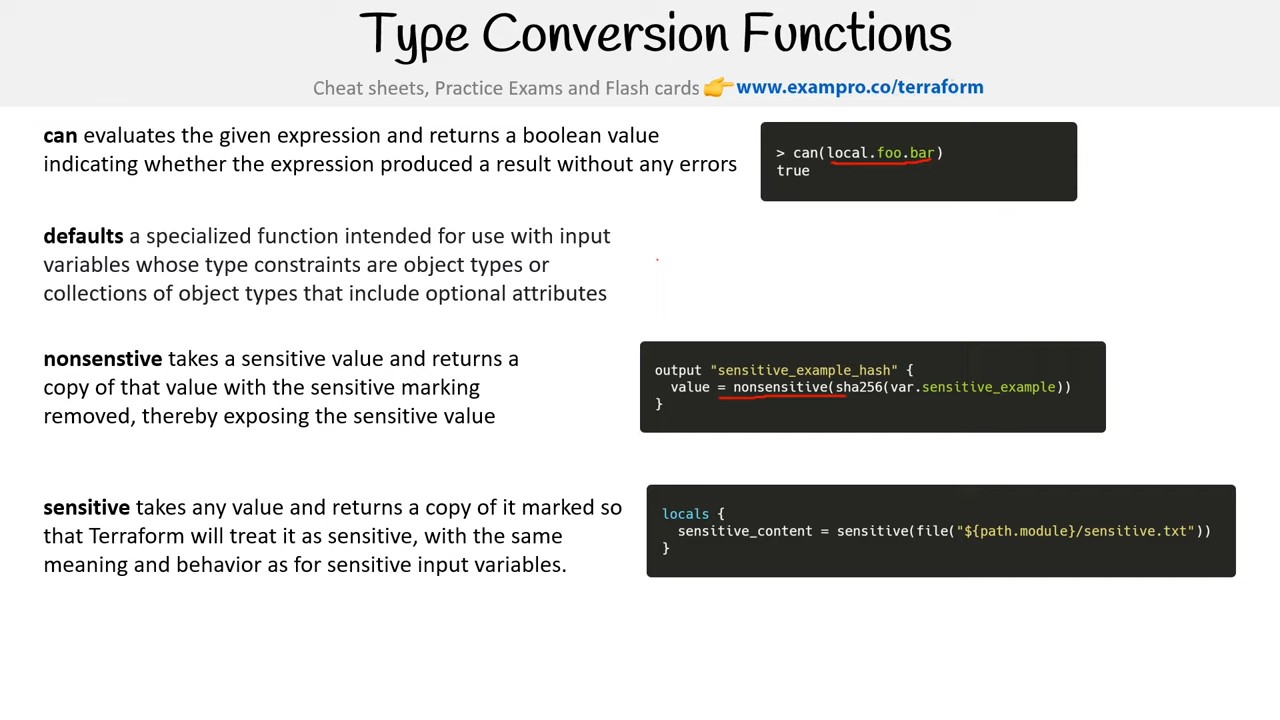 Type Conversion Functions
Cheat sheets, Practice Exams and Flash cards 👉 www.exampro.co/terraform
can evaluates the given expression and returns a boolean value
indicating whether the expression produced a result without any errors
> can(local.foo.bar)
true
defaults a specialized function intended for use with input
variables whose type constraints are object types or
collections of object types that include optional attributes
nonsenstive takes a sensitive value and returns a
copy of that value with the sensitive marking
removed, thereby exposing the sensitive value
output "sensitive_example_hash" {
  value = nonsensitive(sha256(var.sensitive_example))
}
sensitive takes any value and returns a copy of it marked so
that Terraform will treat it as sensitive, with the same
meaning and behavior as for sensitive input variables.
locals {
  sensitive_content = sensitive(file("${path.module}/sensitive.txt"))
}